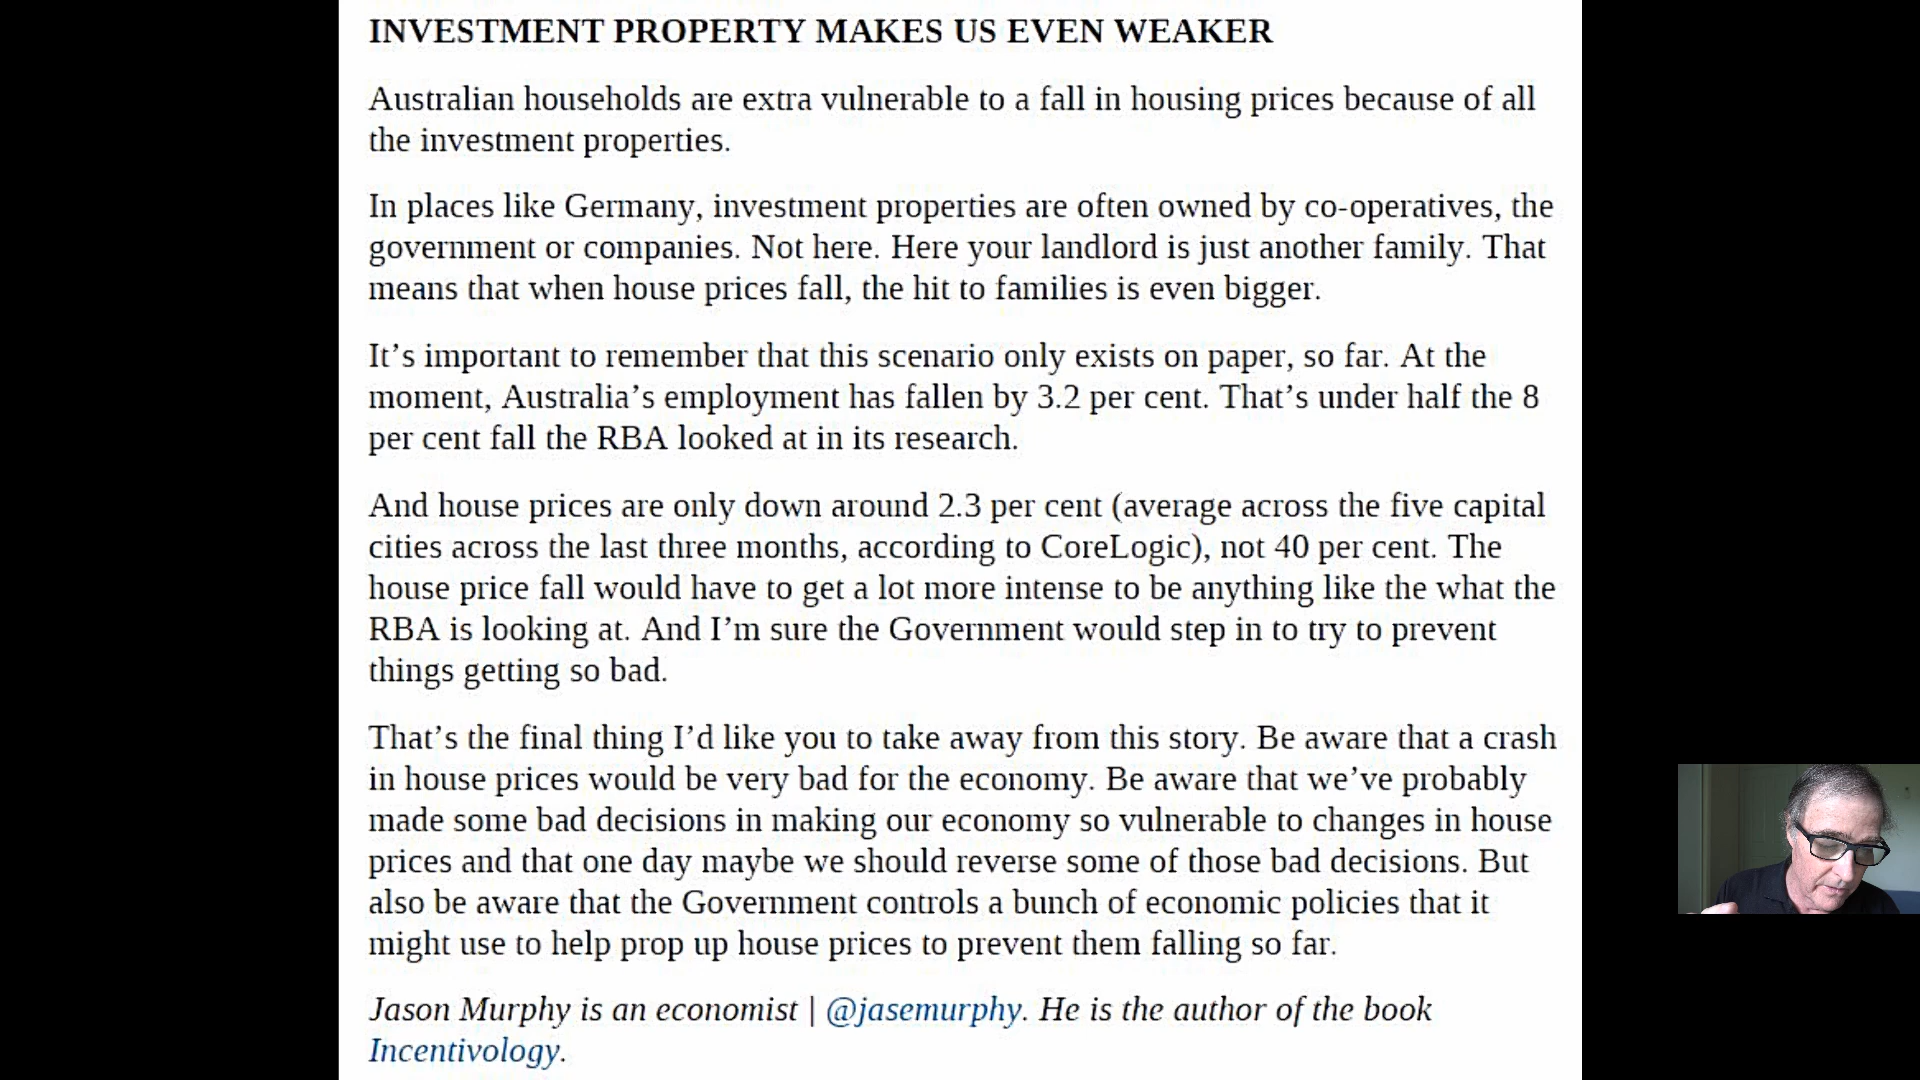 INVESTMENT PROPERTY MAKES US EVEN WEAKER
Australian households are extra vulnerable to a fall in housing prices because of all
the investment properties.
In places like Germany, investment properties are often owned by co-operatives, the
government or companies. Not here. Here your landlord is just another family. That
means that when house prices fall, the hit to families is even bigger.
It’s important to remember that this scenario only exists on paper, so far. At the
moment, Australia’s employment has fallen by 3.2 per cent. That’s under half the 8
per cent fall the RBA looked at in its research.
And house prices are only down around 2.3 per cent (average across the five capital
cities across the last three months, according to CoreLogic), not 40 per cent. The
house price fall would have to get a lot more intense to be anything like the what the
RBA is looking at. And I’m sure the Government would step in to try to prevent
things getting so bad.
That’s the final thing I’d like you to take away from this story. Be aware that a crash
in house prices would be very bad for the economy. Be aware that we’ve probably
made some bad decisions in making our economy so vulnerable to changes in house
prices and that one day maybe we should reverse some of those bad decisions. But
also be aware that the Government controls a bunch of economic policies that it
might use to help prop up house prices to prevent them falling so far.
Jason Murphy is an economist | @jasemurphy. He is the author of the book
Incentivology.